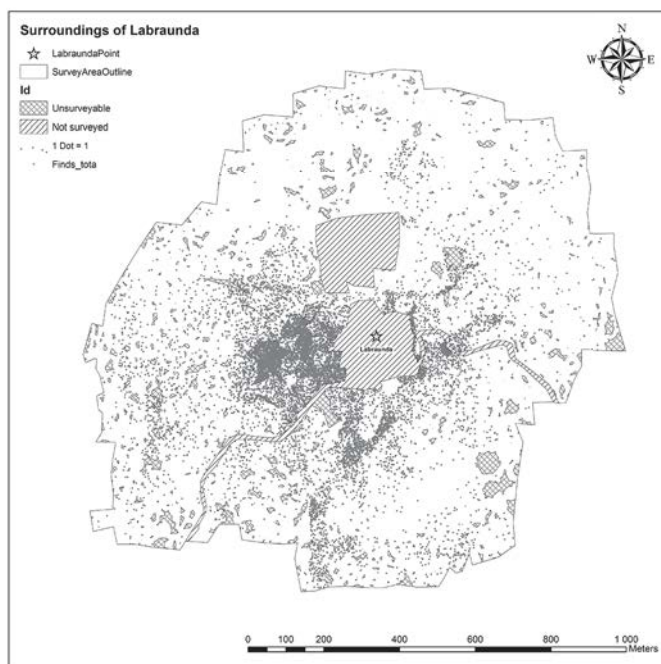 Surroundings of Labraunda
LabraundaPoint
SurveyAreaOutline
Id
Unsurveyable
Not surveyed
1 Dot = 1
Finds_tota
N
W E
S
Labraunda
0 100 200 400 600 800 1 000
Meters